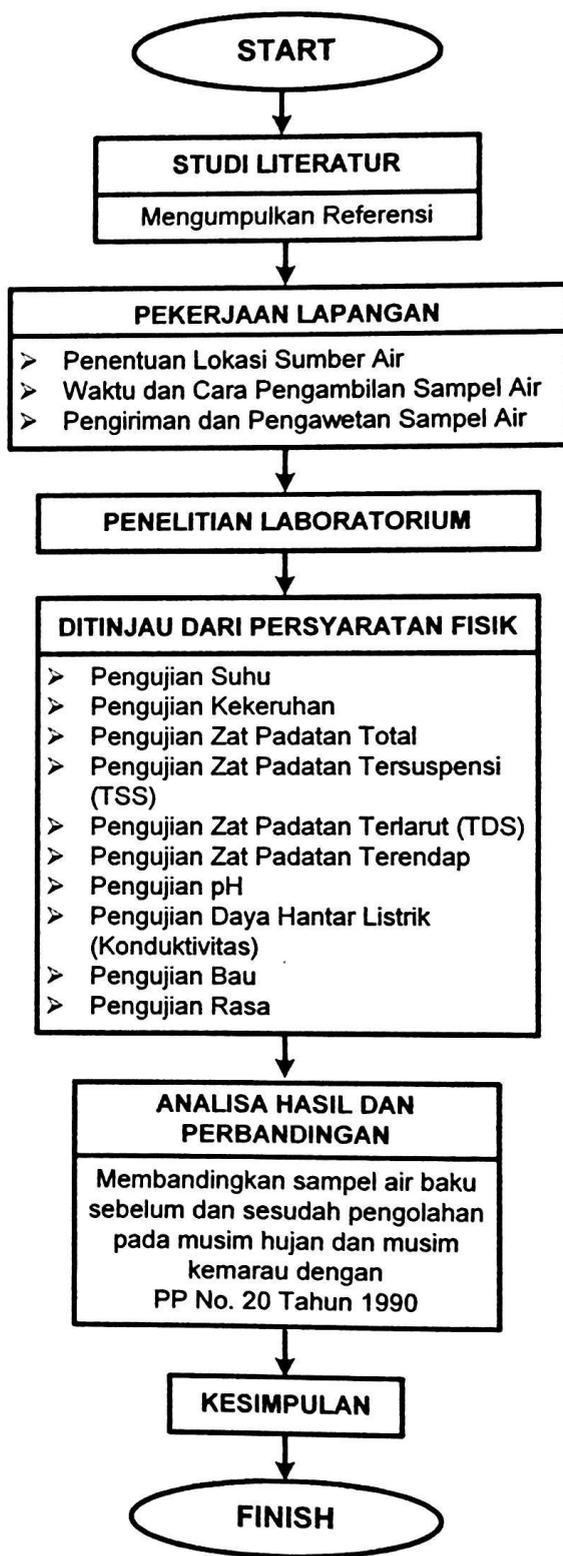 START
STUDI LITERATUR
Mengumpulkan Referensi
PEKERJAAN LAPANGAN
➢ Penentuan Lokasi Sumber Air
➢ Waktu dan Cara Pengambilan Sampel Air
➢ Pengiriman dan Pengawetan Sampel Air
PENELITIAN LABORATORIUM
DITINJAU DARI PERSYARATAN FISIK
➢ Pengujian Suhu
➢ Pengujian Kekeruhan
➢ Pengujian Zat Padatan Total
➢ Pengujian Zat Padatan Tersuspensi
(TSS)
➢ Pengujian Zat Padatan Terlarut (TDS)
➢ Pengujian Zat Padatan Terendap
➢ Pengujian pH
➢ Pengujian Daya Hantar Listrik
(Konduktivitas)
➢ Pengujian Bau
➢ Pengujian Rasa
ANALISA HASIL DAN
PERBANDINGAN
Membandingkan sampel air baku
sebelum dan sesudah pengolahan
pada musim hujan dan musim
kemarau dengan
PP No. 20 Tahun 1990
KESIMPULAN
FINISH